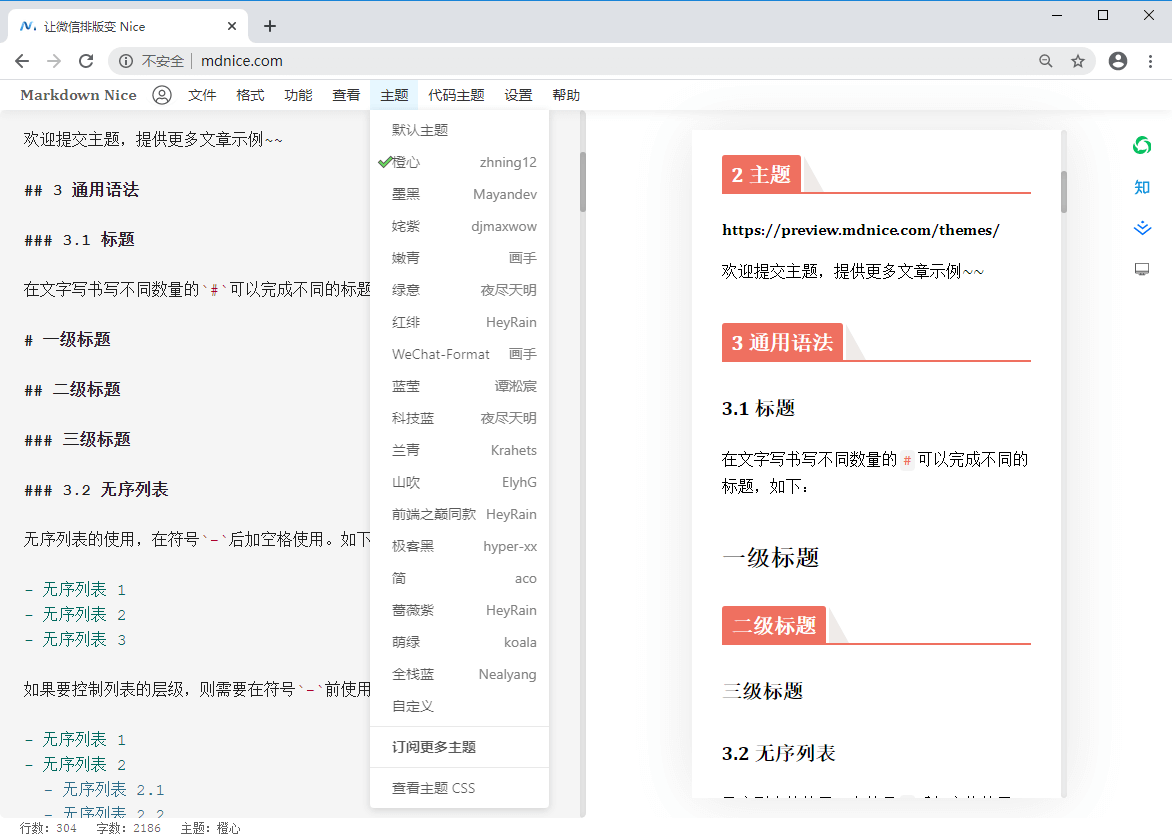 让微信排版变 Nice
不安全 mdnice.com
Markdown Nice 文件 格式 功能 查看 主题 代码主题 设置 帮助
欢迎提交主题，提供更多文章示例~~
## 3 通用语法
### 3.1 标题
在文字写书写不同数量的`#`可以完成不同的标题
# 一级标题
## 二级标题
### 三级标题
### 3.2 无序列表
无序列表的使用，在符号`-`后加空格使用。如下
- 无序列表 1
- 无序列表 2
- 无序列表 3
如果要控制列表的层级，则需要在符号`-`前使用
- 无序列表 1
- 无序列表 2
- 无序列表 2.1
- 无序列表 2.2
默认主题
橙心 zhning12
墨黑 Mayandev
姹紫 djmaxwow
嫩青 画手
绿意 夜尽天明
红绯 HeyRain
WeChat-Format 画手
蓝莹 谭淞宸
科技蓝 夜尽天明
兰青 Krahets
山吹 ElyhG
前端之巅同款 HeyRain
极客黑 hyper-xx
简 aco
蔷薇紫 HeyRain
萌绿 koala
全栈蓝 Nealyang
自定义
订阅更多主题
查看主题 CSS
2 主题
https://preview.mdnice.com/themes/
欢迎提交主题，提供更多文章示例~~
3 通用语法
3.1 标题
在文字写书写不同数量的 # 可以完成不同的
标题，如下：
一级标题
二级标题
三级标题
3.2 无序列表
知
行数：304 字数：2186 主题：橙心